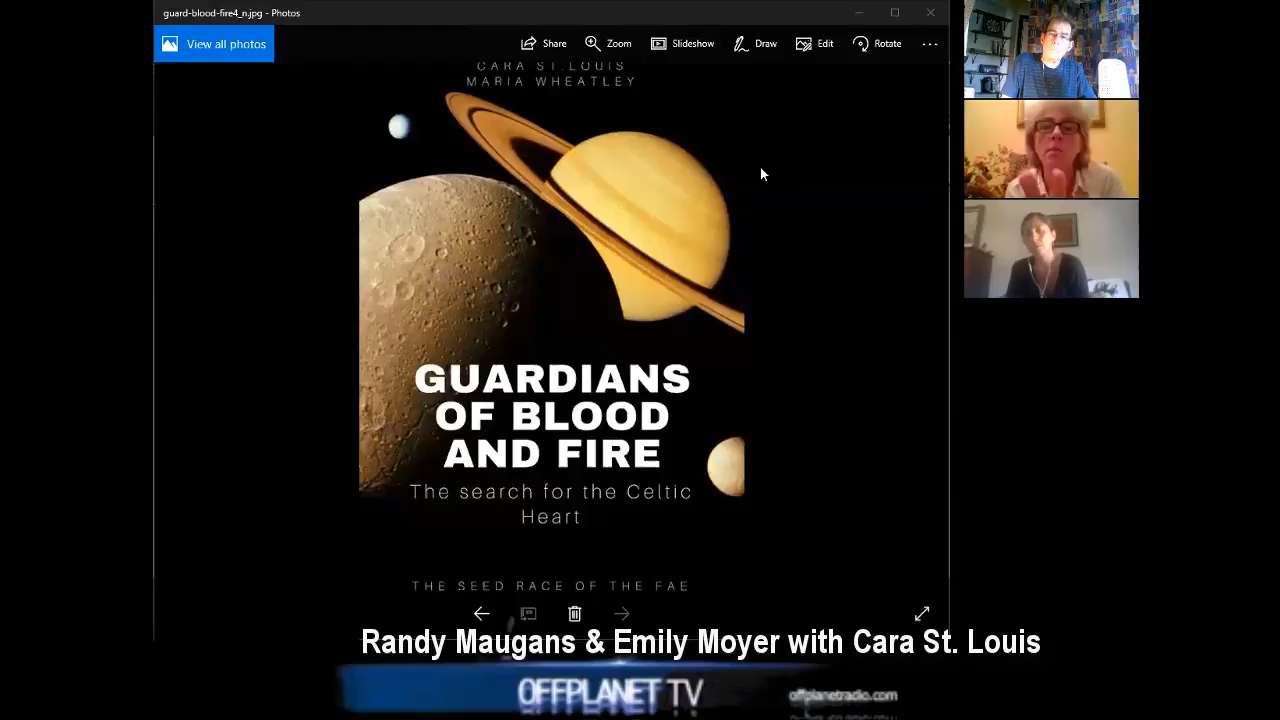 guard-blood-fire4_n.jpg - Photos
View all photos
Share
Zoom
Slideshow
Draw
Edit
Rotate
CARA ST.LOUIS
MARIA WHEATLEY
GUARDIANS
OF BLOOD
AND FIRE
The search for the Celtic
Heart
THE SEED RACE OF THE FAE
Randy Maugans & Emily Moyer with Cara St. Louis
OFFPLANET TV
offplanetradio.com